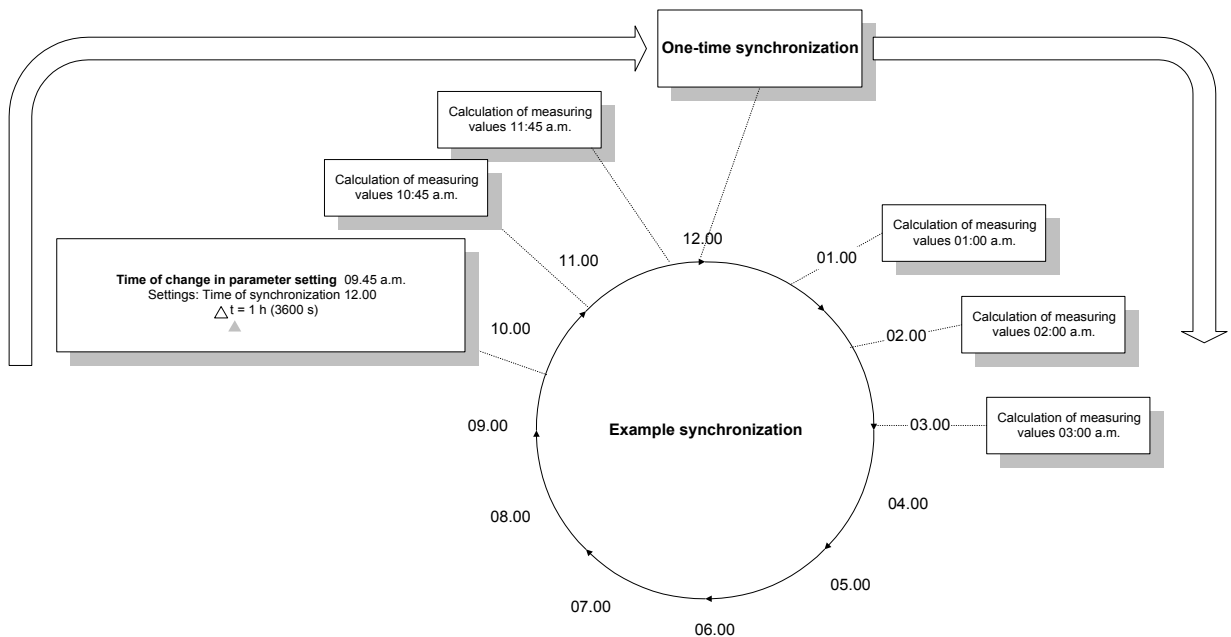 One-time synchronization
Calculation of measuring
values 11:45 a.m.
Calculation of measuring
values 10:45 a.m.
Time of change in parameter setting 09.45 a.m.
Settings: Time of synchronization 12.00
△ t = 1 h (3600 s)
12.00
01.00
Calculation of measuring
values 01:00 a.m.
02.00
Calculation of measuring
values 02:00 a.m.
03.00
Calculation of measuring
values 03:00 a.m.
04.00
05.00
06.00
07.00
08.00
09.00
10.00
11.00
Example synchronization